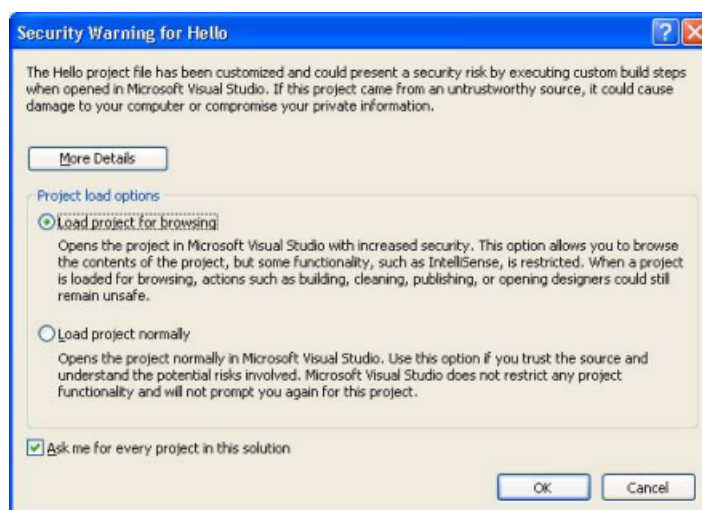 Security Warning for Hello
The Hello project file has been customized and could present a security risk by executing custom build steps
when opened in Microsoft Visual Studio. If this project came from an untrustworthy source, it could cause
damage to your computer or compromise your private information.
More Details
Project load options
Load project for browsing
Opens the project in Microsoft Visual Studio with increased security. This option allows you to browse
the contents of the project, but some functionality, such as IntelliSense, is restricted. When a project
is loaded for browsing, actions such as building, cleaning, publishing, or opening designers could still
remain unsafe.
Load project normally
Opens the project normally in Microsoft Visual Studio. Use this option if you trust the source and
understand the potential risks involved. Microsoft Visual Studio does not restrict any project
functionality and will not prompt you again for this project.
Ask me for every project in this solution
OK Cancel